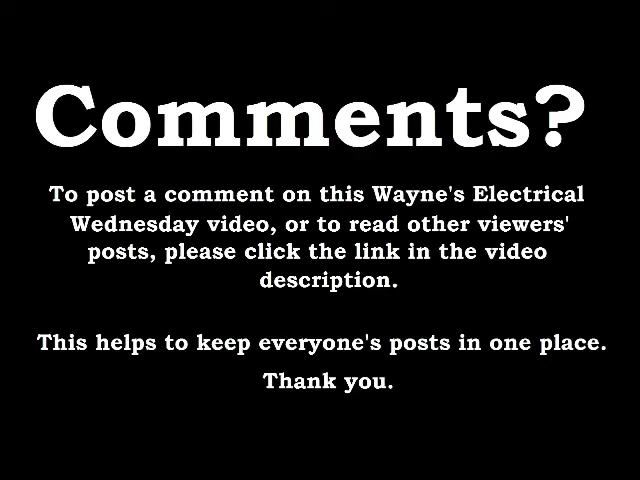 Comments?
To post a comment on this Wayne's Electrical
Wednesday video, or to read other viewers'
posts, please click the link in the video
description.
This helps to keep everyone's posts in one place.
Thank you.